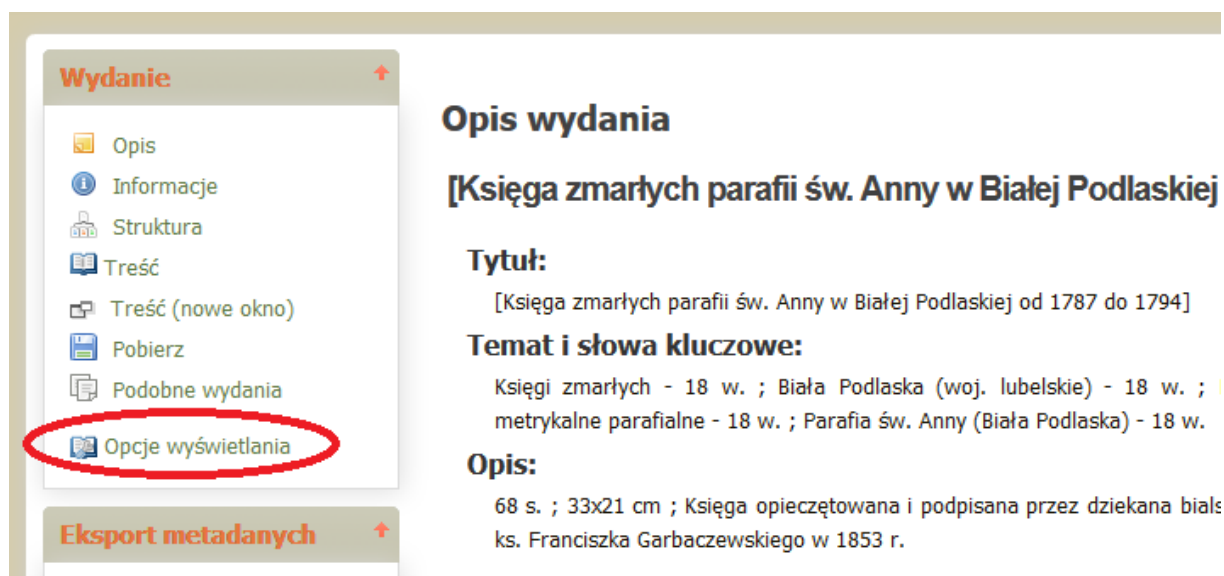 Wydanie
Opis
Informacje
Struktura
Treść
Treść (nowe okno)
Pobierz
Podobne wydania
Opcje wyświetlania
Eksport metadanych
Opis wydania
[Księga zmarłych parafii św. Anny w Białej Podlaskiej
Tytuł:
[Księga zmarłych parafii św. Anny w Białej Podlaskiej od 1787 do 1794]
Temat i słowa kluczowe:
Księgi zmarłych - 18 w. ; Biała Podlaska (woj. lubelskie) - 18 w. ;
metrykalne parafialne - 18 w. ; Parafia św. Anny (Biała Podlaska) - 18 w.
Opis:
68 s. ; 33x21 cm ; Księga opieczętowana i podpisana przez dziekana bials
ks. Franciszka Garbaczewskiego w 1853 r.